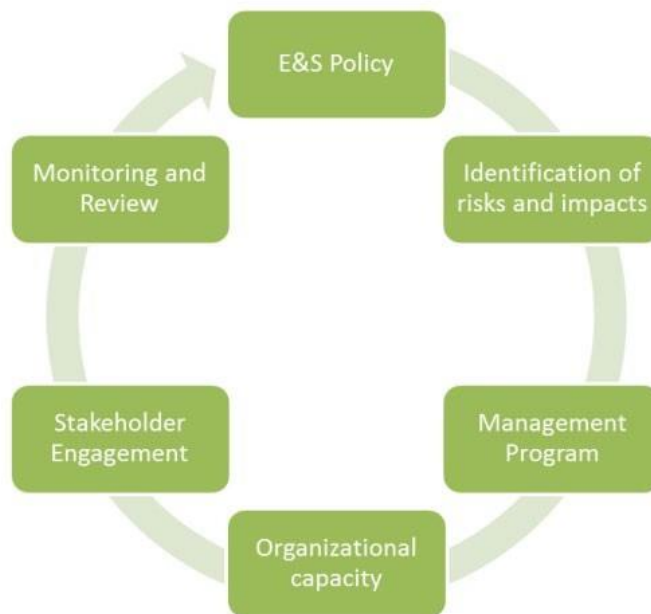 E&S Policy
Identification of
risks and impacts
Management
Program
Organizational
capacity
Stakeholder
Engagement
Monitoring and
Review